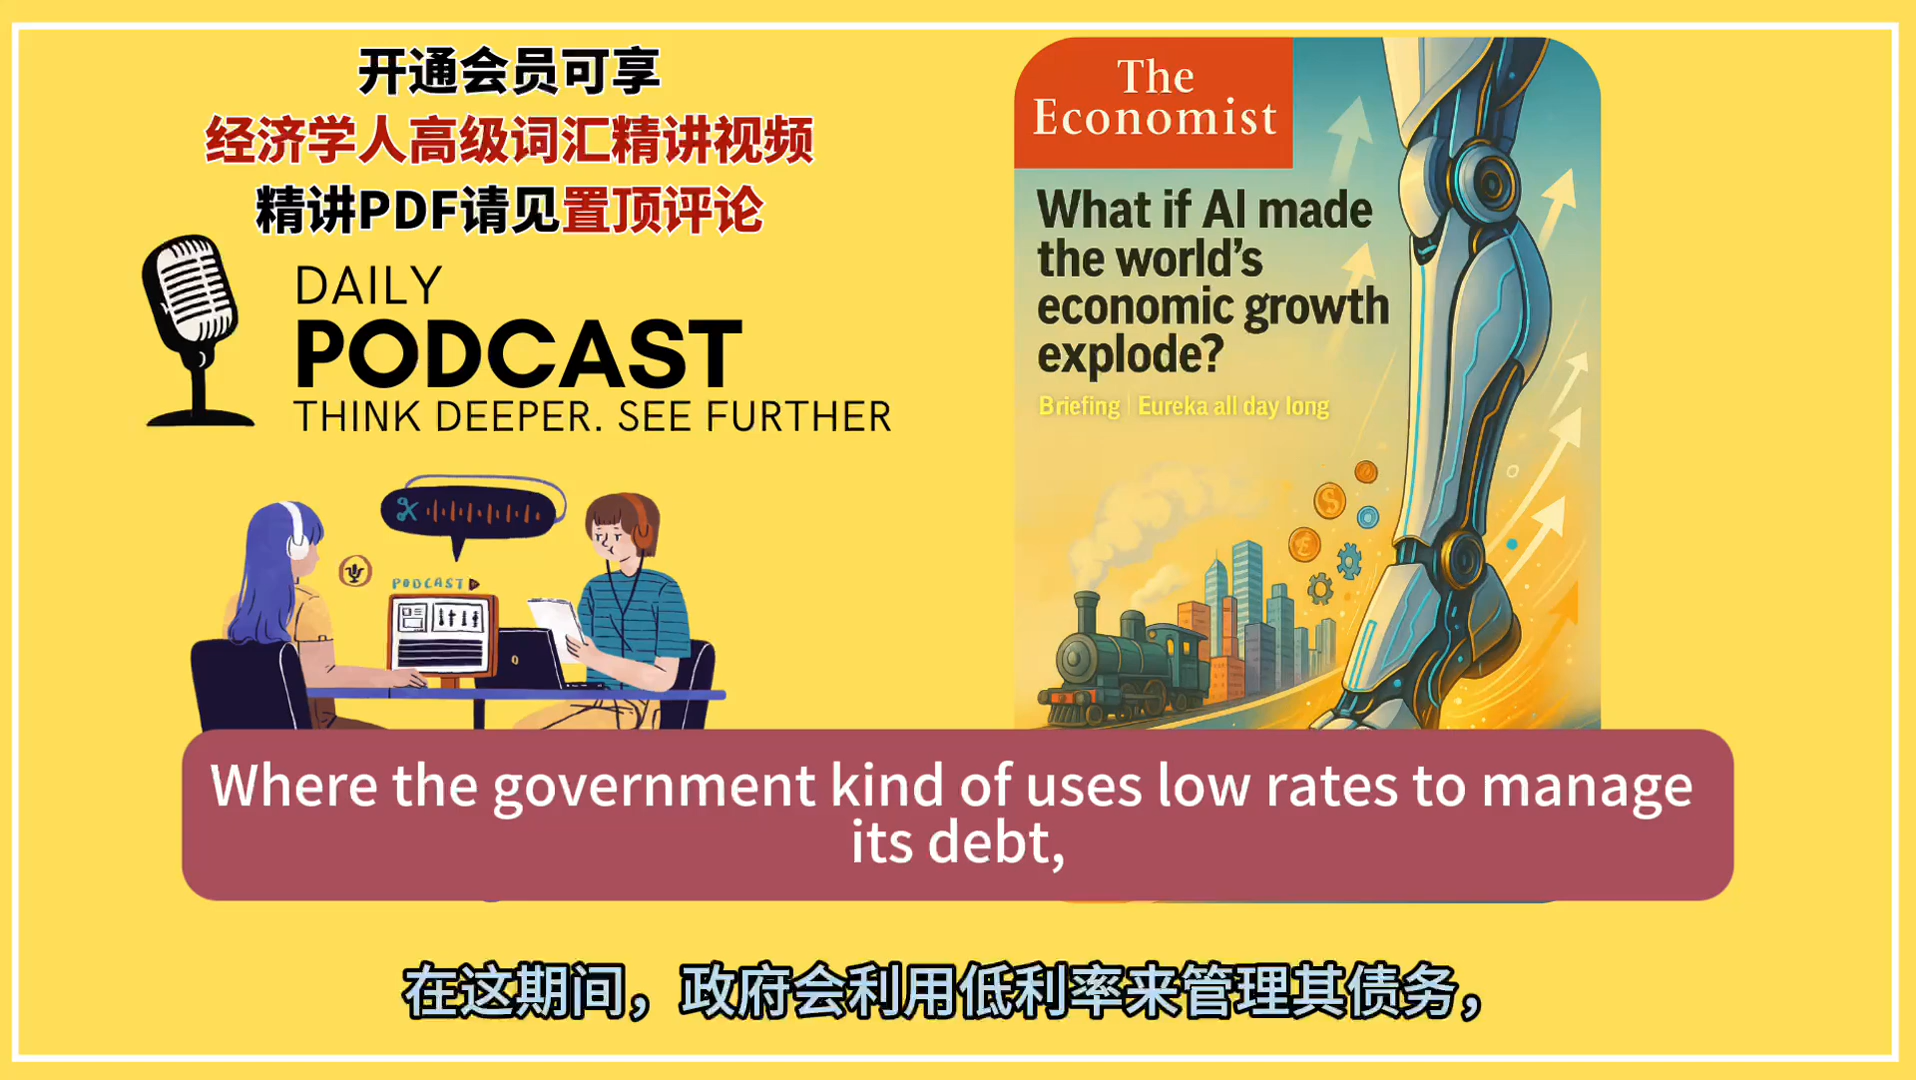 开通会员可享
经济学人高级词汇精讲视频
精讲PDF请见置顶评论
DAILY
PODCAST
THINK DEEPER. SEE FURTHER
PODCAST
The
Economist
What if AI made
the world’s
economic growth
explode?
Briefing | Eureka all day long
Where the government kind of uses low rates to manage
its debt,
在这期间，政府会利用低利率来管理其债务，